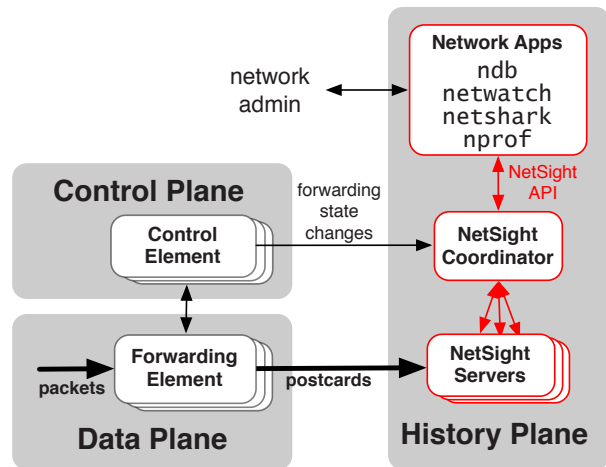 Network Apps
ndb
netwatch
netshark
nprof
network
admin
NetSight
API
Control Plane
forwarding
state
changes
Control
Element
NetSight
Coordinator
Forwarding
Element
packets
postcards
NetSight
Servers
Data Plane
History Plane